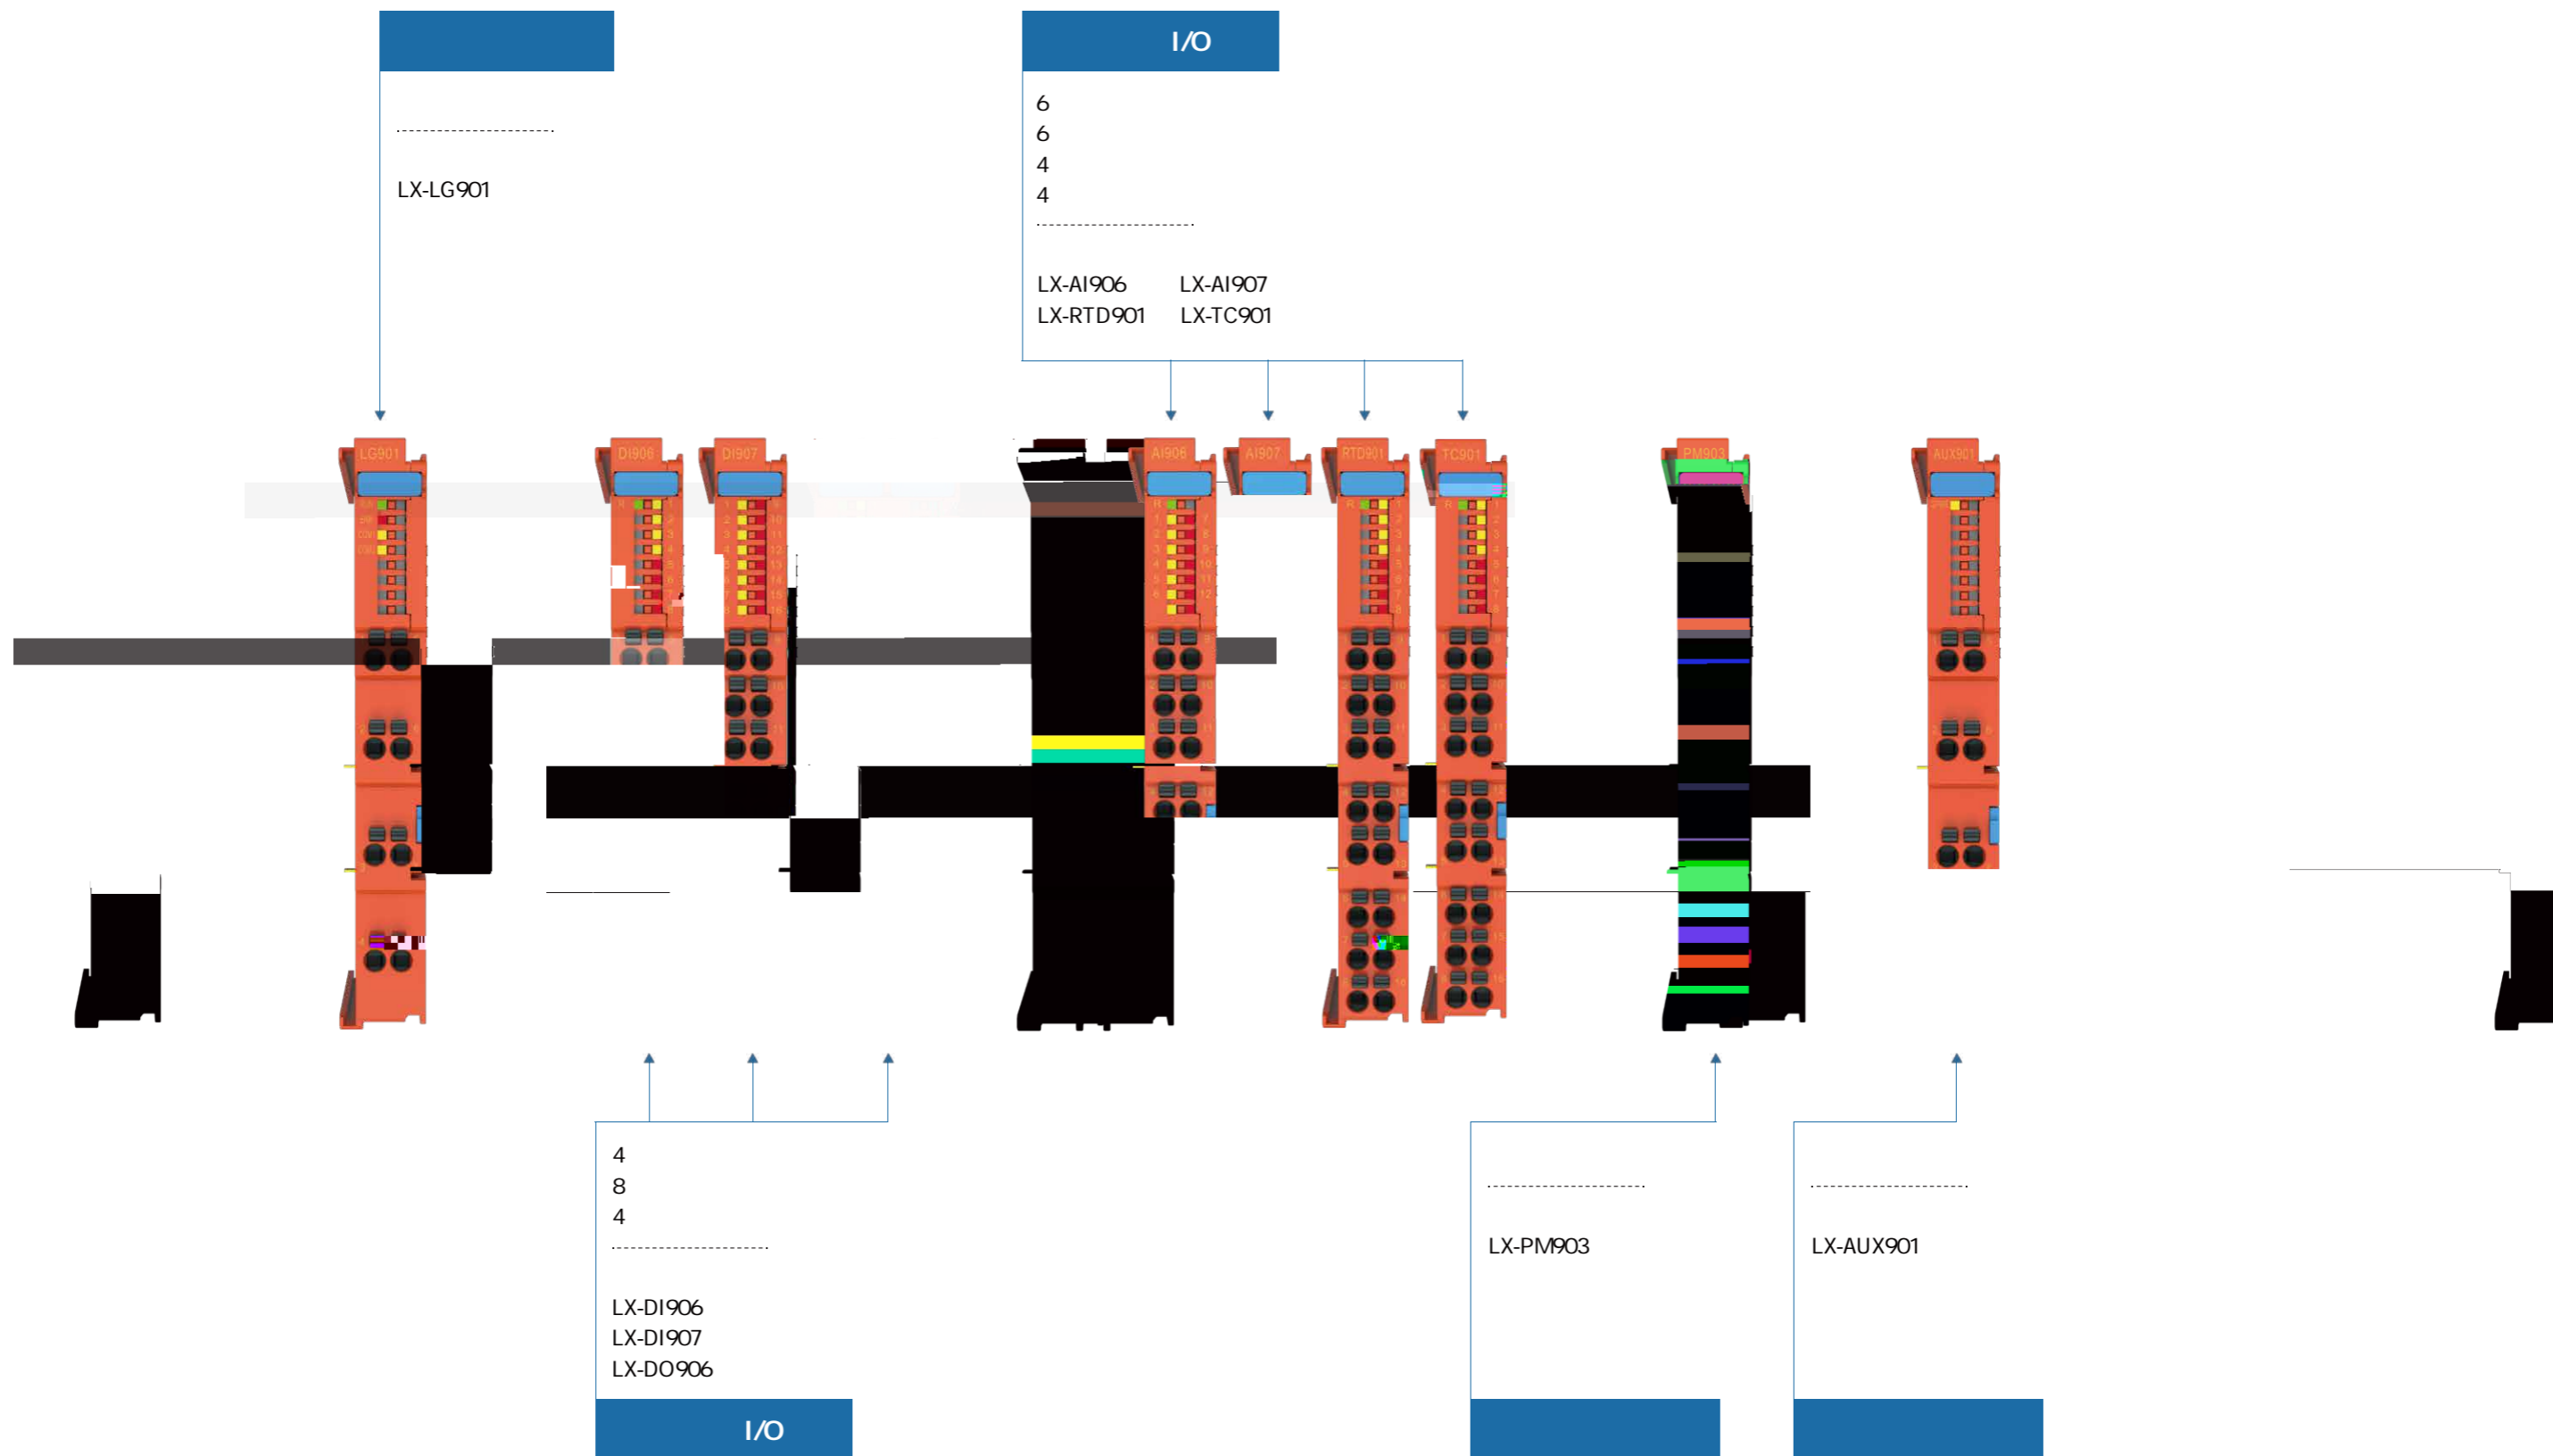 I/O
LX-LG901
6
6
4
4
LX-AI906 LX-AI907
LX-RTD901 LX-TC901
LG901
DI906
DI907
AI906
AI907
RTD901
TC901
PM903
AUX901
4
8
4
LX-DI906
LX-DI907
LX-DO906
I/O
LX-PM903
LX-AUX901